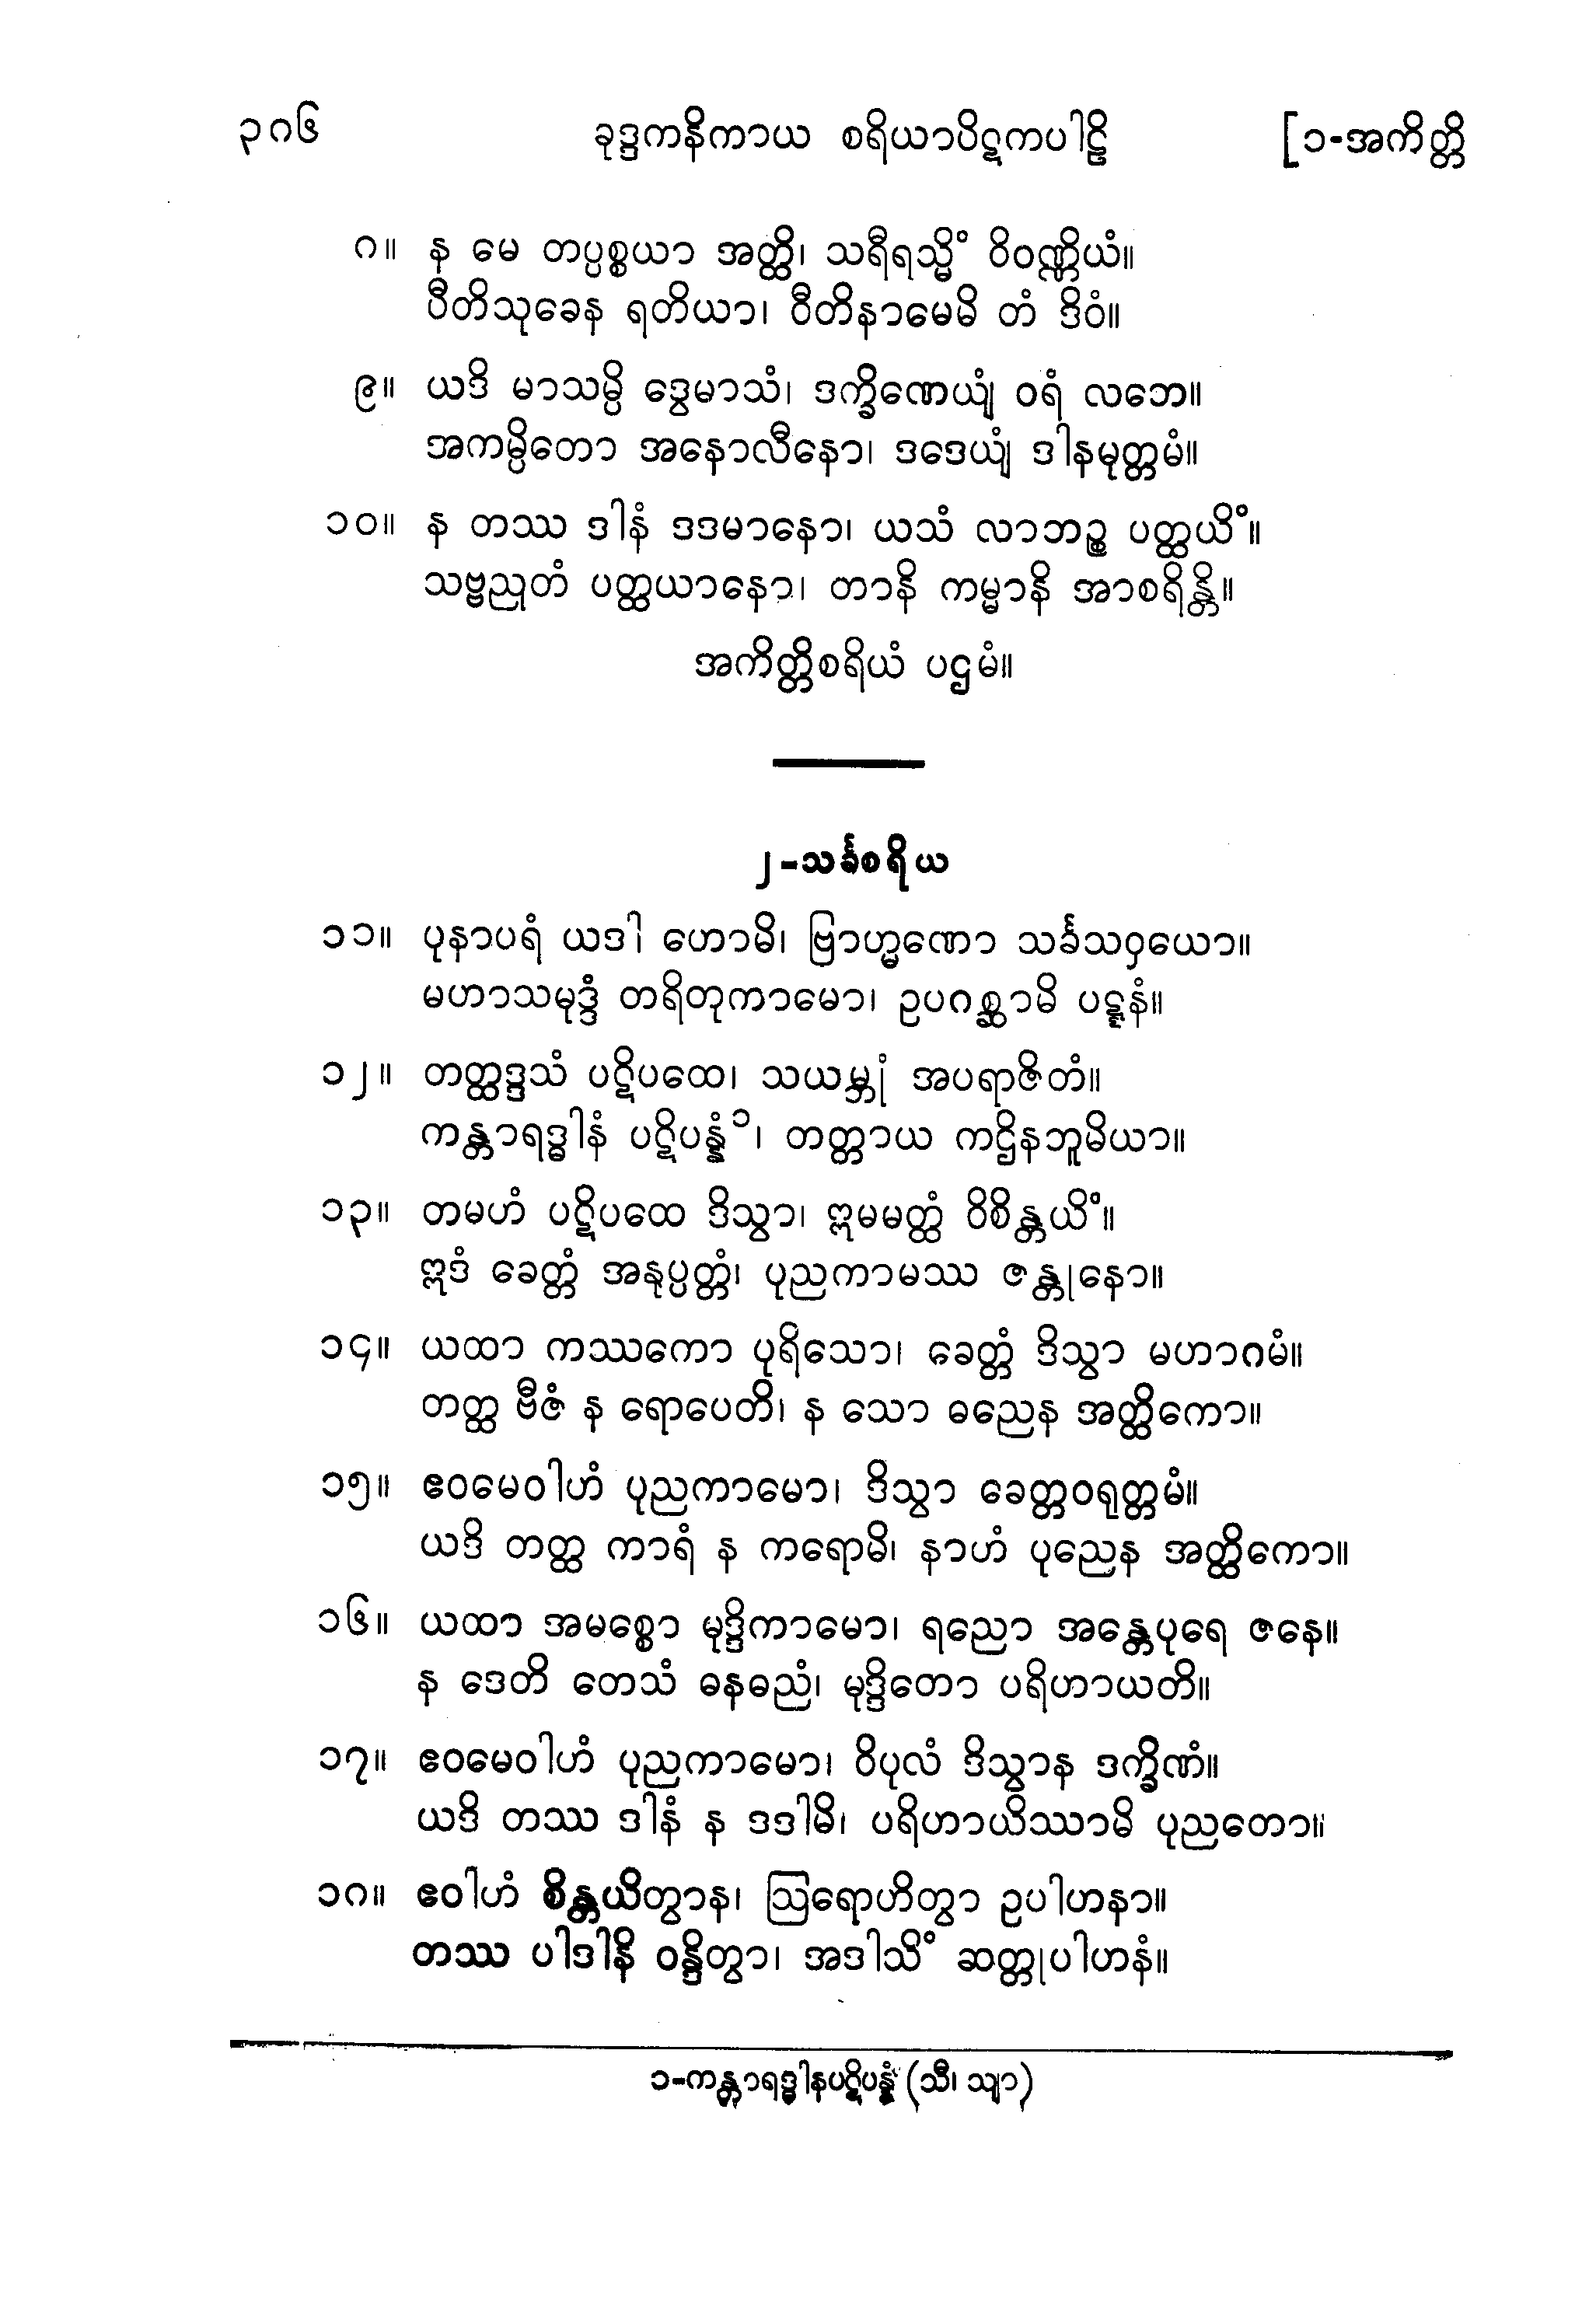 ၃၈၆ ခုဒ္ဒကနိကာယ စရိယာပိဋကပါဠိ [၁-အကိတ္တိ
၈။ န မေ တပ္ပစ္စယာ အတ္ထိ၊ သရီရသ္မိံ ဝိဝဏ္ဏိယံ။
ပီတိသုခေန ရတိယာ၊ ဝီတိနာမေမိ တံ ဒိဝံ။
၉။ ယဒိ မာသမ္ပိ ဒွေမာသံ၊ ဒက္ခိဏေယျံ ဝရံ လဘေ။
အကမ္ပိတော အနောလီနော၊ ဒဒေယျံ ဒါနမုတ္တမံ။
၁၀။ န တဿ ဒါနံ ဒဒမာနော၊ ယသံ လာဘဉ္စ ပတ္ထယိံ။
သဗ္ဗညုတံ ပတ္ထယာနော၊ တာနိ ကမ္မာနိ အာစရိန္တိ။
အကိတ္တိစရိယံ ပဌမံ။
၂-သင်္ခစရိယ
၁၁။ ပုနာပရံ ယဒါ ဟောမိ၊ ဗြာဟ္မဏော သင်္ခသဝှယော။
မဟာသမုဒ္ဒံ တရိတုကာမော၊ ဥပဂစ္ဆာမိ ပဋ္ဋနံ။
၁၂။ တတ္ထဒ္ဒသံ ပဋိပထေ၊ သယမ္ဘုံ အပရာဇိတံ။
ကန္တာရဒ္ဓါနံ ပဋိပန္နံ၁၊ တတ္တာယ ကဌိနဘူမိယာ။
၁၃။ တမဟံ ပဋိပထေ ဒိသွာ၊ ဣမမတ္ထံ ဝိစိန္တယိံ။
ဣဒံ ခေတ္တံ အနုပ္ပတ္တံ၊ ပုညကာမဿ ဇန္တုနော။
၁၄။ ယထာ ကဿကော ပုရိသော၊ ခေတ္တံ ဒိသွာ မဟာဂမံ။
တတ္ထ ဗီဇံ န ရောပေတိ၊ န သော ဓညေန အတ္ထိကော။
၁၅။ ဧဝမေဝါဟံ ပုညကာမော၊ ဒိသွာ ခေတ္တဝရုတ္တမံ။
ယဒိ တတ္ထ ကာရံ န ကရောမိ၊ နာဟံ ပုညေန အတ္ထိကော။
၁၆။ ယထာ အမစ္စော မုဒ္ဒိကာမော၊ ရညော အန္တေပုရေ ဇနေ။
န ဒေတိ တေသံ ဓနဓညံ၊ မုဒ္ဒိတော ပရိဟာယတိ။
၁၇။ ဧဝမေဝါဟံ ပုညကာမော၊ ဝိပုလံ ဒိသွာန ဒက္ခိဏံ။
ယဒိ တဿ ဒါနံ န ဒဒါမိ၊ ပရိဟာယိဿာမိ ပုညတော။
၁၈။ ဧဝါဟံ စိန္တယိတွာန၊ ဩရောဟိတွာ ဥပါဟနာ။
တဿ ပါဒါနိ ဝန္ဒိတွာ၊ အဒါသိံ ဆတ္တုပါဟနံ။
၁-ကန္တာရဒ္ဓါနပဋိပန္နံ (သီ၊ သျာ)